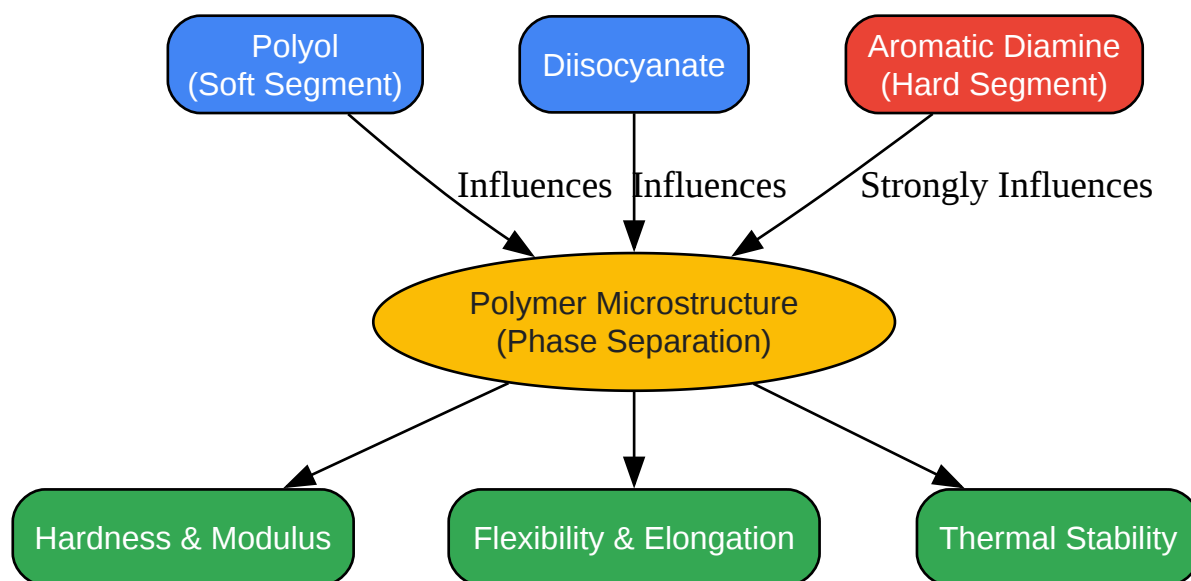 Polyol
(Soft Segment)
Diisocyanate
Aromatic Diamine
(Hard Segment)
Influences
Influences
Strongly Influences
Polymer Microstructure
(Phase Separation)
Hardness & Modulus
Flexibility & Elongation
Thermal Stability